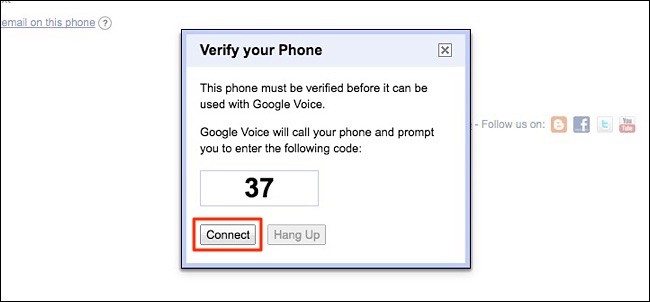 email on this phone ?
Verify your Phone
This phone must be verified before it can be
used with Google Voice.
- Follow us on:
Google Voice will call your phone and prompt
you to enter the following code:
37
Connect
Hang Up